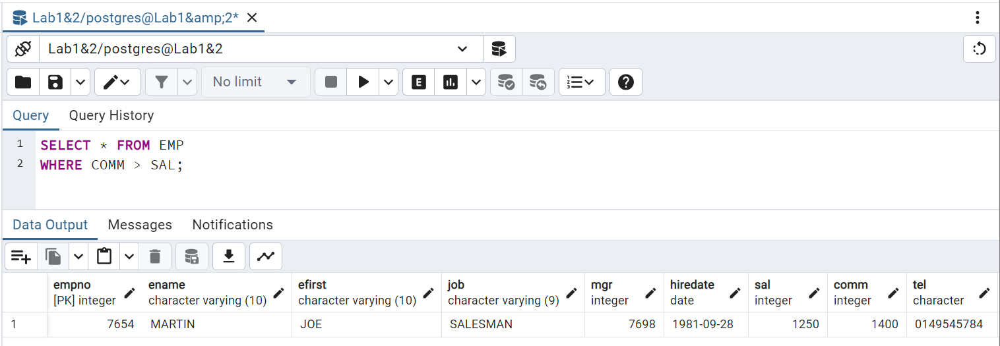 Lab1&2/postgres@Lab1&amp;2*
Lab1&2/postgres@Lab1&2
No limit
E
Query Query History
1 SELECT * FROM EMP
2 WHERE COMM > SAL;
Data Output Messages Notifications
empno ename efirst job mgr hiredate sal comm tel
[PK] integer character varying (10) character varying (10) character varying (9) integer date integer integer character
1 7654 MARTIN JOE SALESMAN 7698 1981-09-28 1250 1400 0149545784